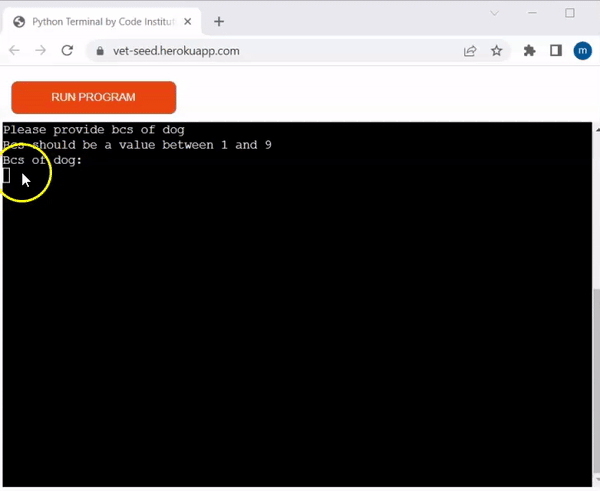 Python Terminal by Code Institut
vet-seed.herokuapp.com
m
RUN PROGRAM
Please provide bcs of dog
Bcs should be a value between 1 and 9
Bcs of dog: